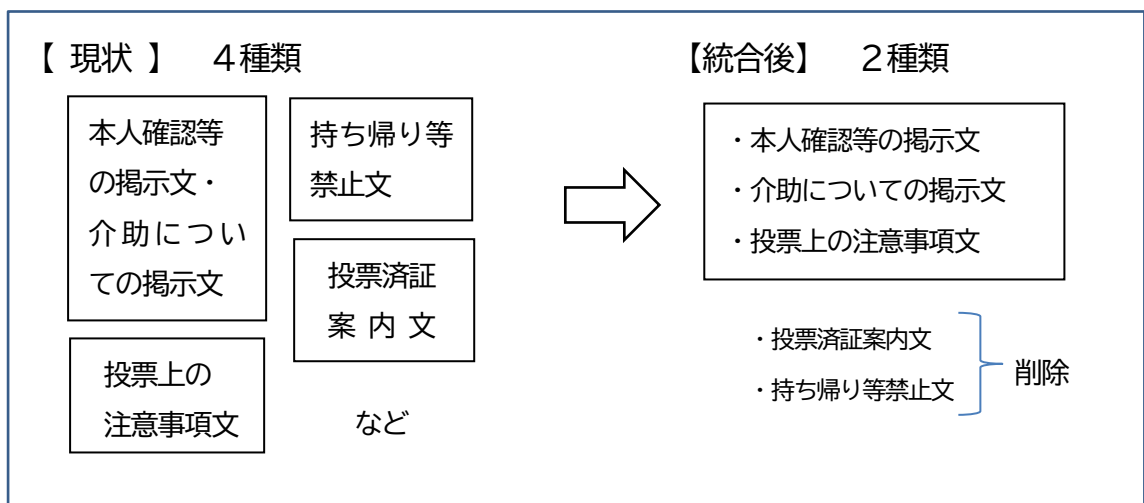 【 現状 】　４種類
本人確認等
の掲示文・
介助につい
ての掲示文
持ち帰り等
禁止文
投票済証
案 内 文
投票上の
注意事項文
など
【統合後】　２種類
・本人確認等の掲示文
・介助についての掲示文
・投票上の注意事項文
・投票済証案内文
・持ち帰り等禁止文
削除